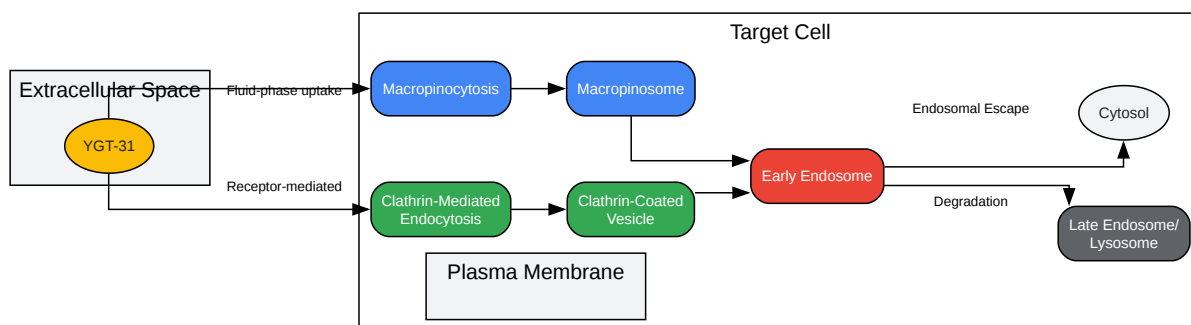 Target Cell
Extracellular Space
Fluid-phase uptake
Macropinocytosis
Macropinosome
Endosomal Escape
Cytosol
YGT-31
Early Endosome
Receptor-mediated
Clathrin-Mediated
Endocytosis
Clathrin-Coated
Vesicle
Degradation
Late Endosome/
Lysosome
Plasma Membrane